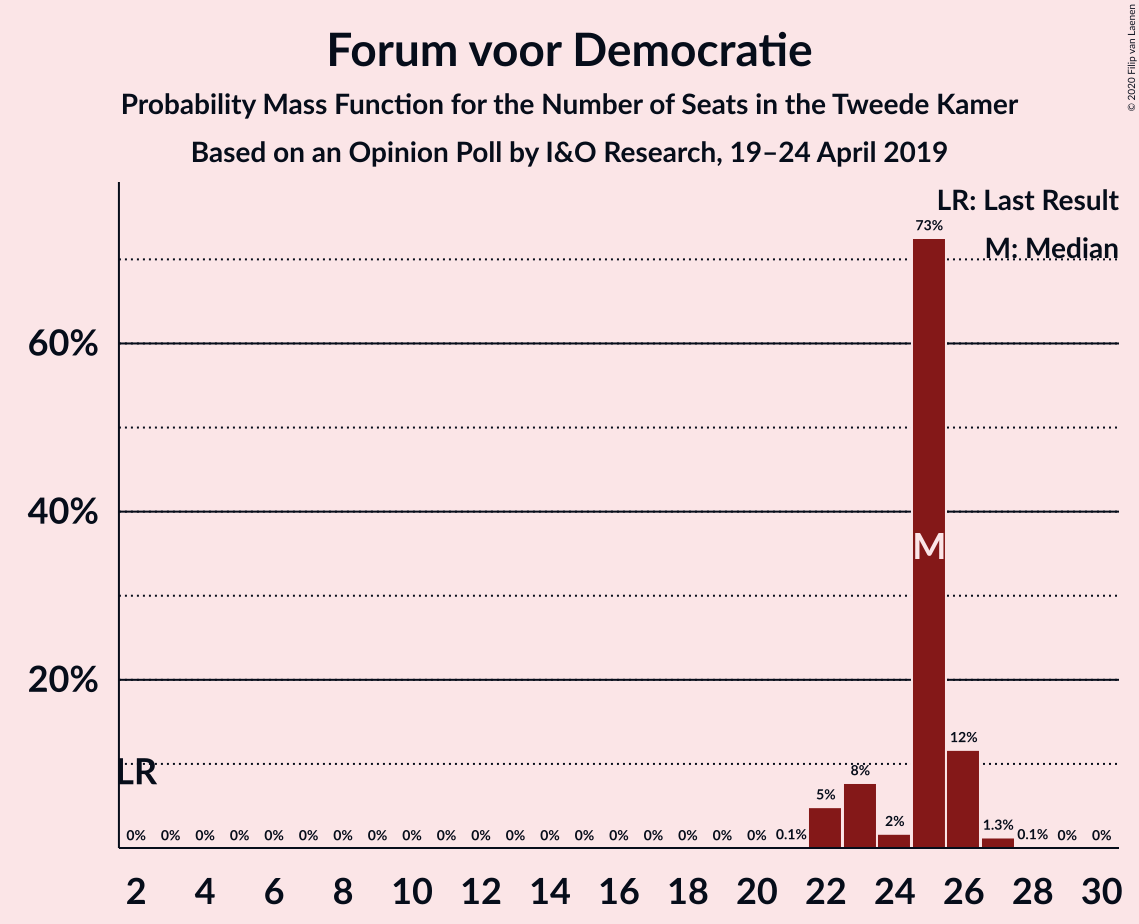 Forum voor Democratie
Probability Mass Function for the Number of Seats in the Tweede Kamer
Based on an Opinion Poll by I&O Research, 19–24 April 2019
© 2020 Filip van Laenen
LR: Last Result
M: Median
73%
60%
40%
M
20%
12%
LR
8%
5%
2%
1.3%
0% 0% 0% 0% 0% 0% 0% 0% 0% 0% 0% 0% 0% 0% 0% 0% 0% 0% 0% 0.1% 0.1% 0% 0%
2 4 6 8 10 12 14 16 18 20 22 24 26 28 30